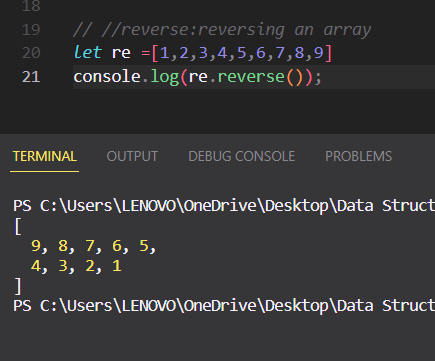 18
19 // //reverse:reversing an array
20 let re =[1,2,3,4,5,6,7,8,9]
21 console.log(re.reverse());
TERMINAL OUTPUT DEBUG CONSOLE PROBLEMS
PS C:\Users\LENOVO\OneDrive\Desktop\Data Struct
[
  9, 8, 7, 6, 5,
  4, 3, 2, 1
]
PS C:\Users\LENOVO\OneDrive\Desktop\Data Struct